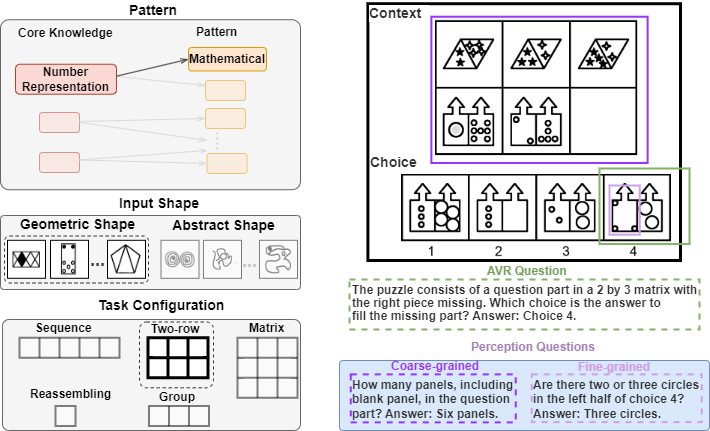 Pattern
Core Knowledge
Pattern
Number
Representation
Mathematical
Input Shape
Geometric Shape
Abstract Shape
...
...
Task Configuration
Sequence
Two-row
Matrix
Reassembling
Group
Context
Choice
1
2
3
4
AVR Question
The puzzle consists of a question part in a 2 by 3 matrix with
the right piece missing. Which choice is the answer to
fill the missing part? Answer: Choice 4.
Perception Questions
Coarse-grained
How many panels, including
blank panel, in the question
part? Answer: Six panels.
Fine-grained
Are there two or three circles
in the left half of choice 4?
Answer: Three circles.